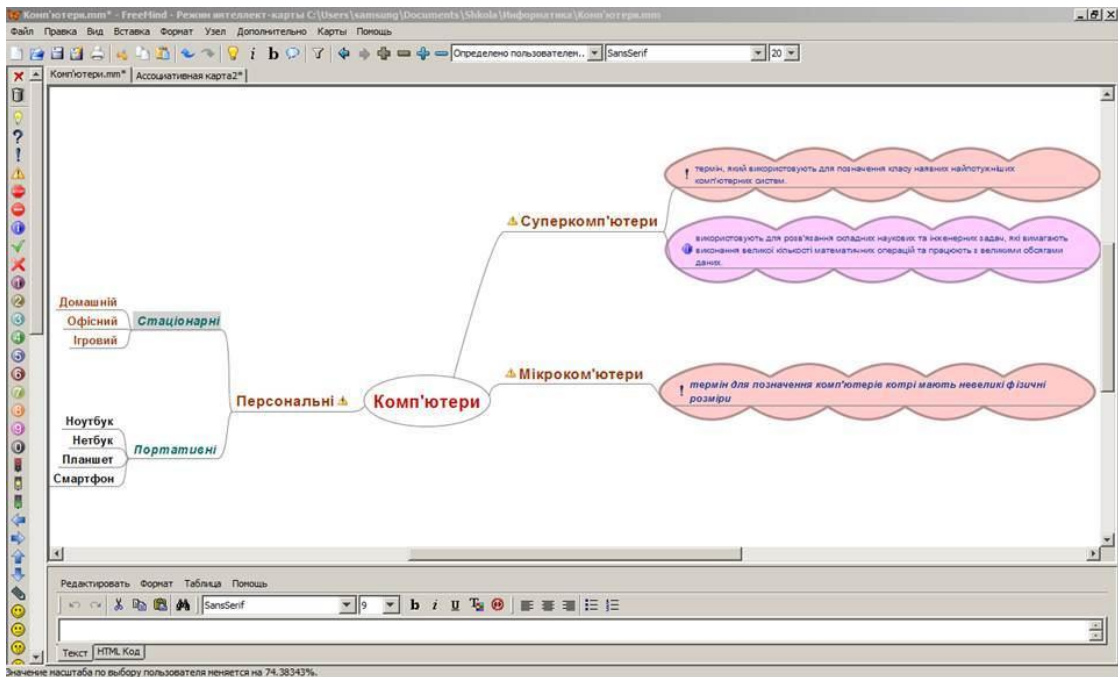 Комп'ютери.mm* - FreeMind - Режим интеллект-карты C:\Users\samsung\Documents\Shkola\Информатика\Комп'ютери.mm
Файл Правка Вид Вставка Формат Узел Дополнительно Карты Помощь
Определено пользователен.. SansSerif 20
Комп'ютери.mm* Ассоциативная карта2*
термін, який використовують для позначення класу наявних найпотужніших
комп'ютерних систем.
Суперкомп'ютери
використовують для розв'язання складних наукових та інженерних задач, які вимагають
виконання великої кількості математичних операцій та працюють з великими обсягами
даних.
Домашній
Офісний
Ігровий
Стаціонарні
Мікроком'ютери
термін для позначення комп'ютерів котрі мають невеликі фізичні
розміри
Персональні
Комп'ютери
Ноутбук
Нетбук
Планшет
Смартфон
Портативні
Редактировать Формат Таблица Помощь
SansSerif 9 b i U
Текст HTML Код
Значение масштаба по выбору пользователя меняется на 74.38343%.